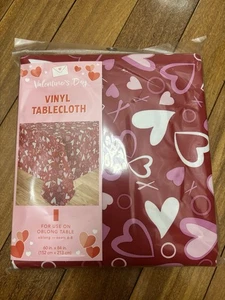 Valentine's Day
VINYL
TABLECLOTH
FOR USE ON
OBLONG TABLE